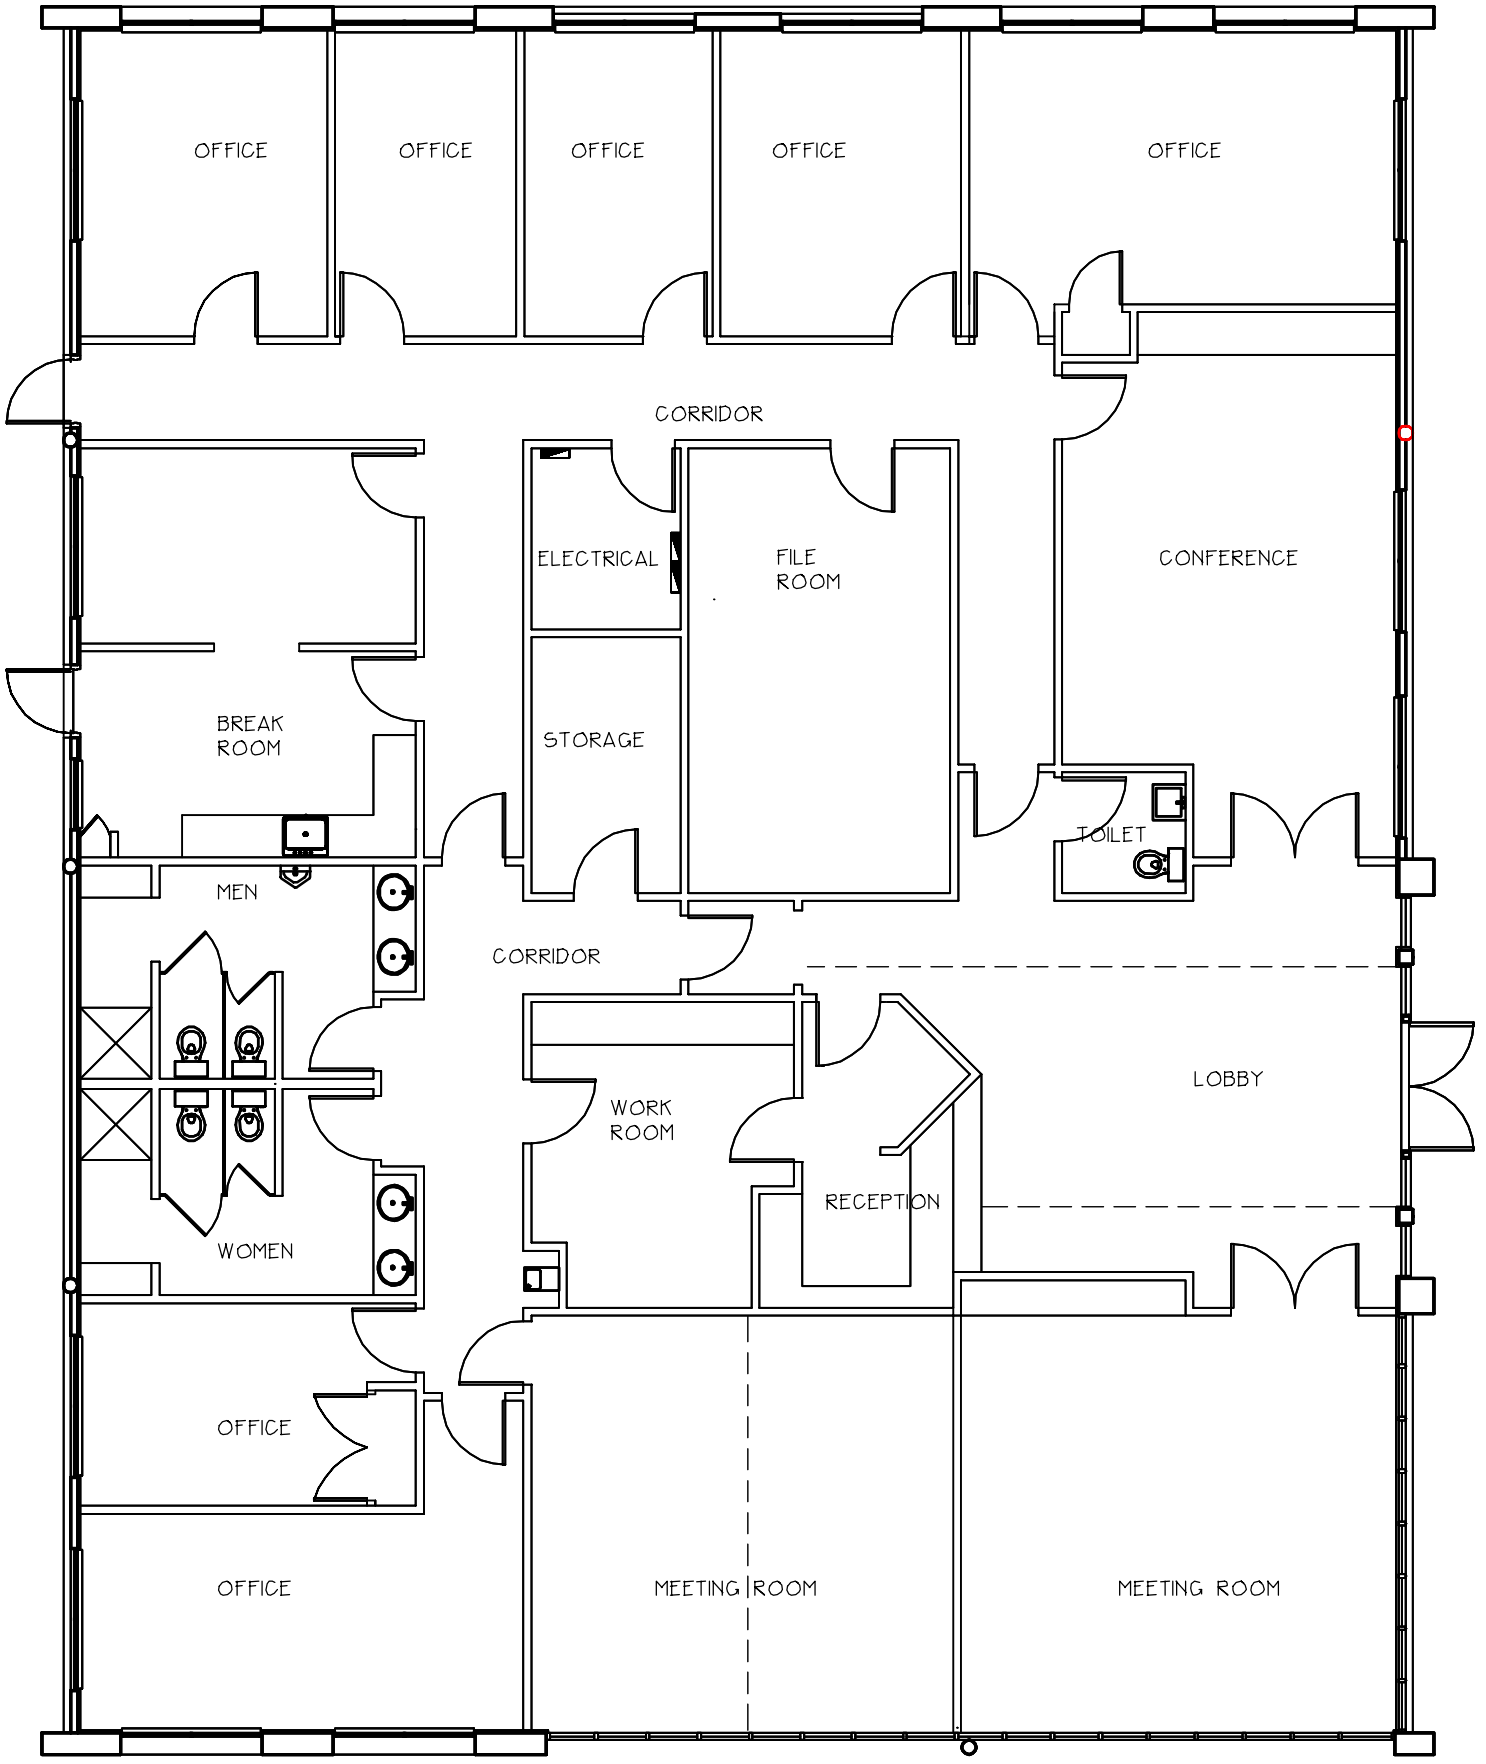 OFFICE
OFFICE
OFFICE
OFFICE
OFFICE
CORRIDOR
ELECTRICAL
FILE
ROOM
CONFERENCE
BREAK
ROOM
STORAGE
TOILET
MEN
CORRIDOR
LOBBY
WORK
ROOM
RECEPTION
WOMEN
OFFICE
OFFICE
MEETING ROOM
MEETING ROOM